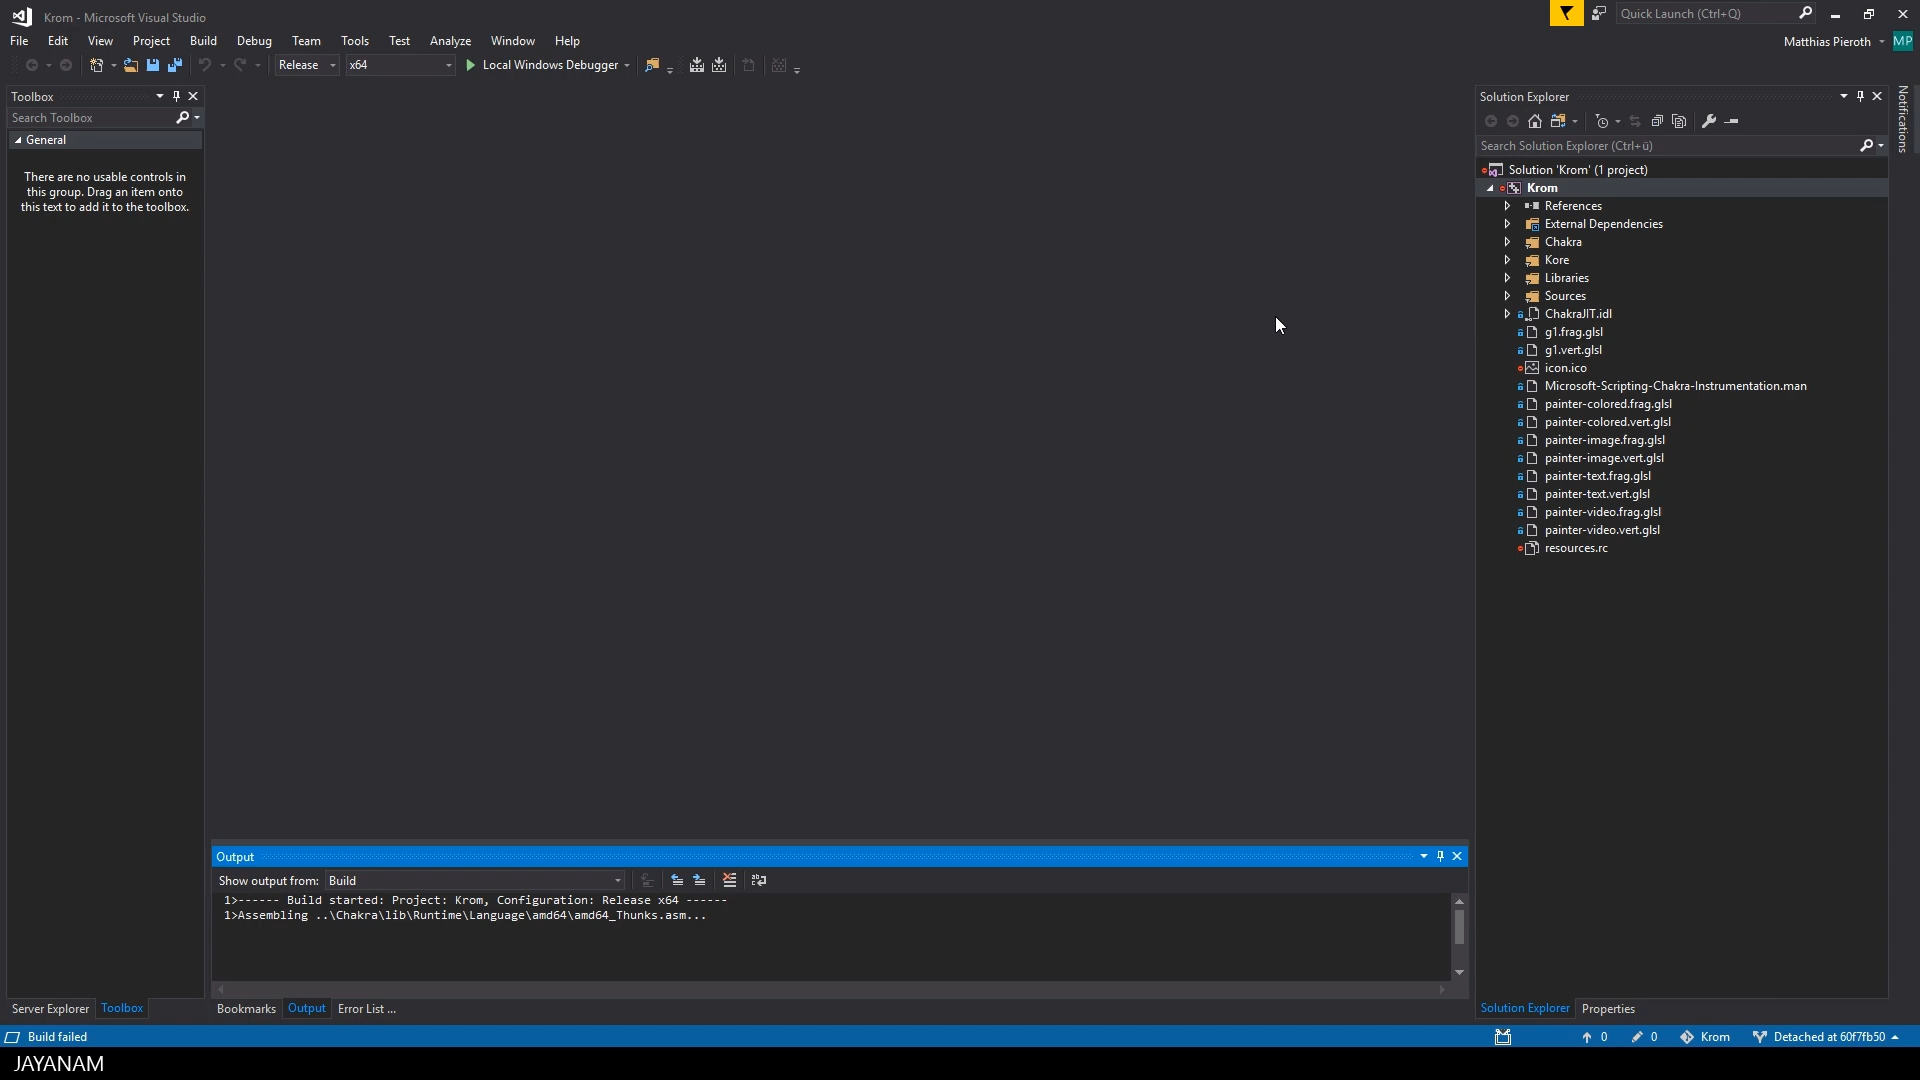 Krom - Microsoft Visual Studio
Quick Launch (Ctrl+Q)
File Edit View Project Build Debug Team Tools Test Analyze Window Help
Matthias Pieroth MP
Release x64 Local Windows Debugger
Toolbox
Search Toolbox
General
There are no usable controls in
this group. Drag an item onto
this text to add it to the toolbox.
Solution Explorer
Search Solution Explorer (Ctrl+ü)
Solution 'Krom' (1 project)
Krom
References
External Dependencies
Chakra
Kore
Libraries
Sources
ChakraJIT.idl
g1.frag.glsl
g1.vert.glsl
icon.ico
Microsoft-Scripting-Chakra-Instrumentation.man
painter-colored.frag.glsl
painter-colored.vert.glsl
painter-image.frag.glsl
painter-image.vert.glsl
painter-text.frag.glsl
painter-text.vert.glsl
painter-video.frag.glsl
painter-video.vert.glsl
resources.rc
Notifications
Output
Show output from: Build
1>------ Build started: Project: Krom, Configuration: Release x64 ------
1>Assembling ..\Chakra\lib\Runtime\Language\amd64\amd64_Thunks.asm...
Server Explorer Toolbox
Bookmarks Output Error List ...
Solution Explorer Properties
Build failed
0 0 Krom Detached at 60f7fb50
JAYANAM